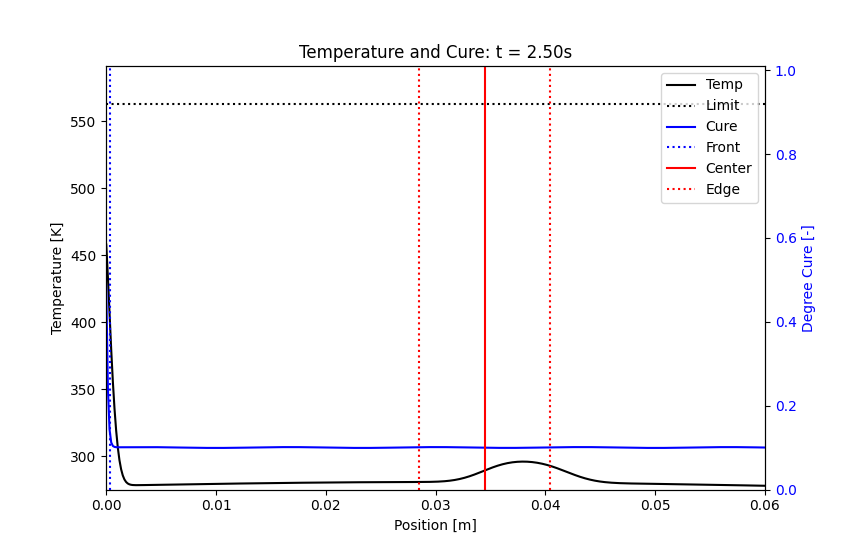 Temperature and Cure: t = 2.50s
Temperature [K]
550
500
450
400
350
300
Temp
Limit
Cure
Front
Center
Edge
1.0
0.8
0.6
0.4
0.2
0.0
Degree Cure [-]
0.00
0.01
0.02
0.03
0.04
0.05
0.06
Position [m]